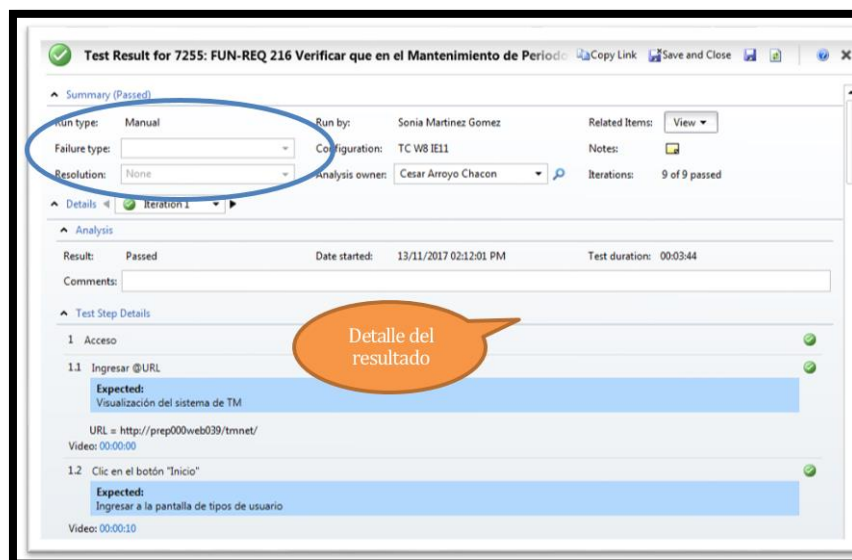 Test Result for 7255: FUN-REQ 216 Verificar que en el Mantenimiento de Periodo Copy Link Save and Close
Summary (Passed)
Run type: Manual Run by: Sonia Martinez Gomez Related Items: View
Failure type: Configuration: TC W8 IE11 Notes:
Resolution: None Analysis owner: Cesar Arroyo Chacon Iterations: 9 of 9 passed
Details Iteration 1
Analysis
Result: Passed Date started: 13/11/2017 02:12:01 PM Test duration: 00:03:44
Comments:
Test Step Details
Detalle del
resultado
1 Acceso
1.1 Ingresar @URL
Expected:
Visualización del sistema de TM
URL = http://prep000web039/tmnet/
Video: 00:00:00
1.2 Clic en el botón "Inicio"
Expected:
Ingresar a la pantalla de tipos de usuario
Video: 00:00:10